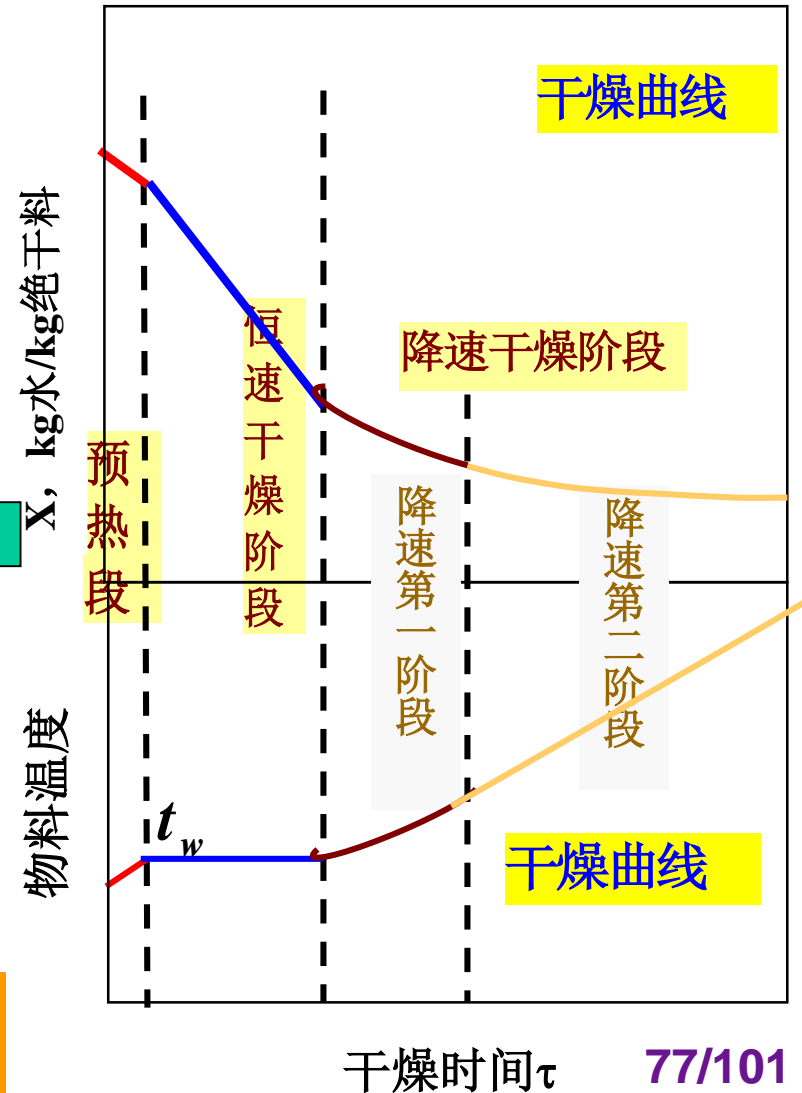 干燥曲线
X，kg水/kg绝干料
预热段
恒速干燥阶段
降速干燥阶段
降速第一阶段
降速第二阶段
物料温度
t_w
干燥曲线
干燥时间τ
77/101